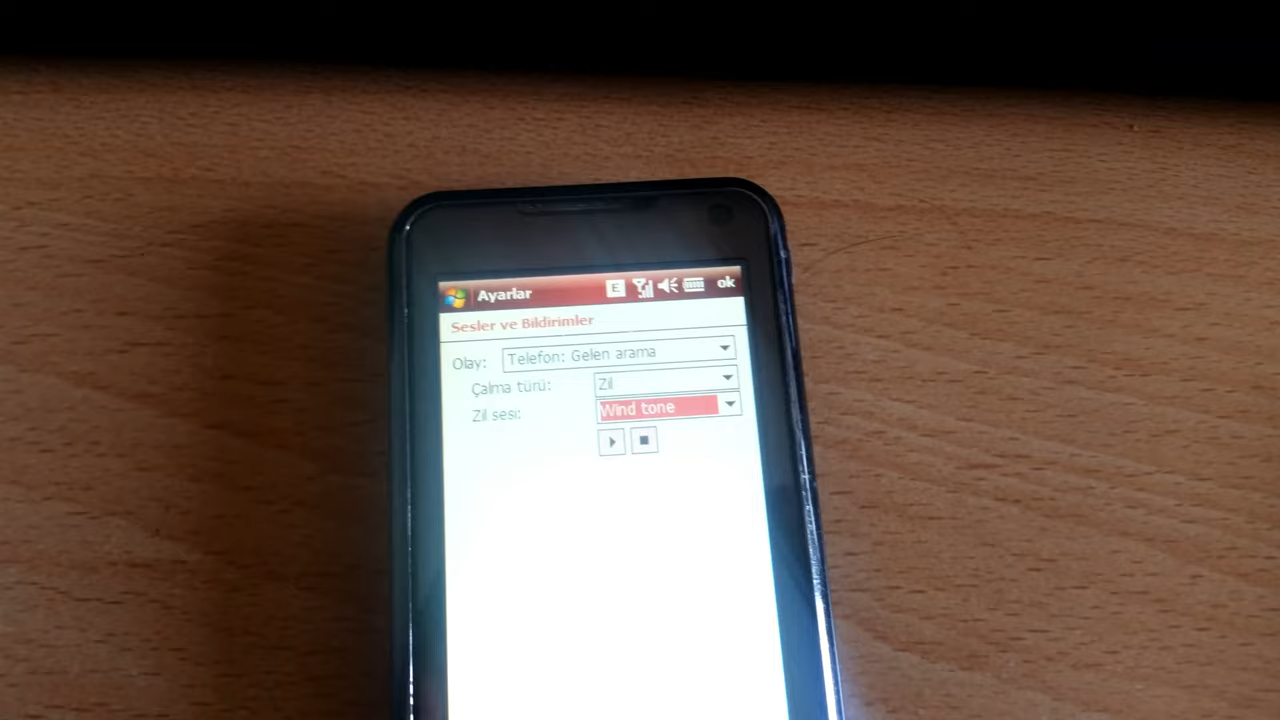 Ayarlar E ok
Sesler ve Bildirimler
Olay: Telefon: Gelen arama
Çalma türü: Zil
Zil sesi: Wind tone